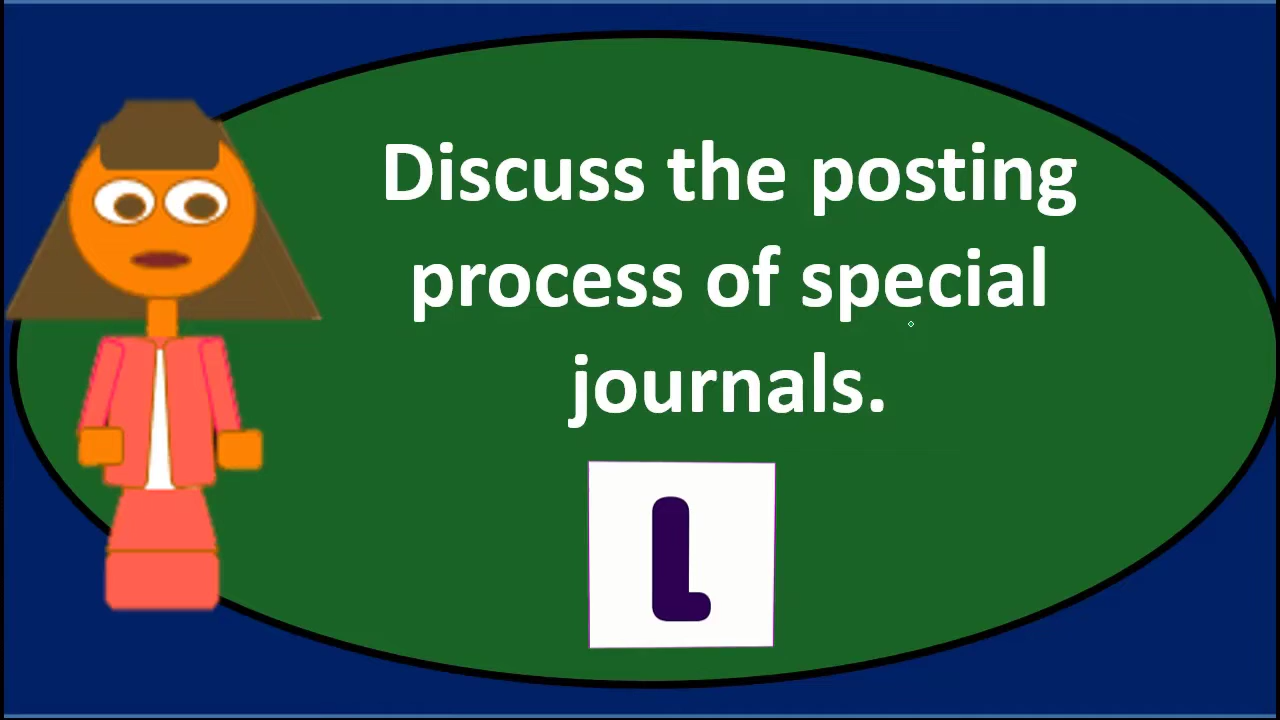 Discuss the posting
process of special
journals.
L